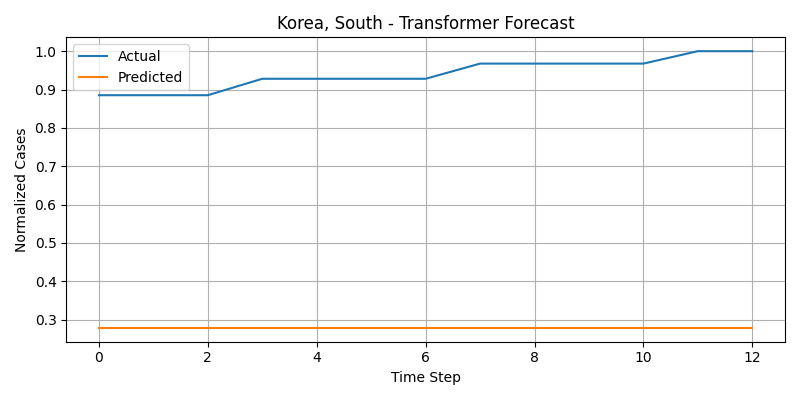 Korea, South - Transformer Forecast
Actual
Predicted
Normalized Cases
1.0
0.9
0.8
0.7
0.6
0.5
0.4
0.3
0 2 4 6 8 10 12
Time Step